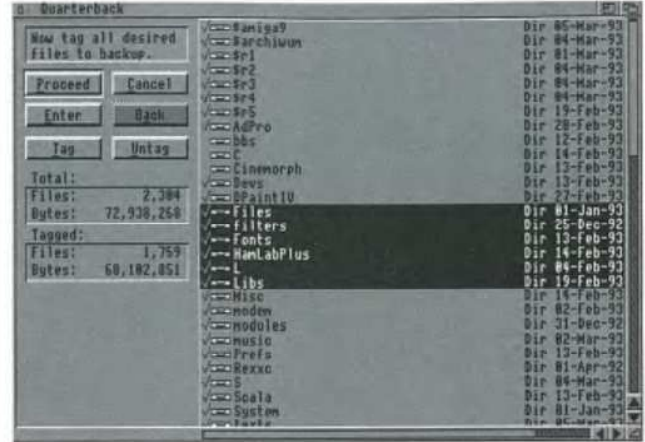 Quarterback
Now tag all desired
files to backup.
Proceed Cancel
Enter Back
Tag Untag
Total:
Files: 2,304
Bytes: 72,938,268
Tagged:
Files: 1,759
Bytes: 60,102,851
$amiga9 Dir 05-Mar-93
$archiwum Dir 04-Mar-93
$r1 Dir 01-Mar-93
$r2 Dir 04-Mar-93
$r3 Dir 04-Mar-93
$r4 Dir 04-Mar-93
$r5 Dir 19-Feb-93
AdPro Dir 20-Feb-93
bbs Dir 12-Feb-93
C Dir 14-Feb-93
Cinemorph Dir 13-Feb-93
Devs Dir 13-Feb-93
DPaintIV Dir 27-Feb-93
Files Dir 01-Jan-93
filters Dir 25-Dec-92
Fonts Dir 13-Feb-93
HamLabPlus Dir 14-Feb-93
L Dir 04-Feb-93
Libs Dir 19-Feb-93
Misc Dir 14-Feb-93
modem Dir 02-Feb-93
modules Dir 31-Dec-92
music Dir 02-Mar-93
Prefs Dir 13-Feb-93
Rexxc Dir 01-Apr-92
S Dir 04-Mar-93
Scala Dir 13-Feb-93
System Dir 01-Jan-93
Dir